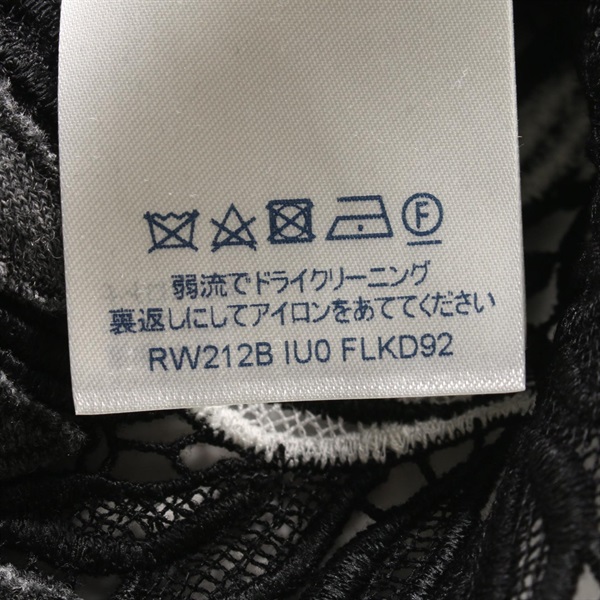 F
弱流でドライクリーニング
裏返しにしてアイロンをあててください
RW212B IU0 FLKD92